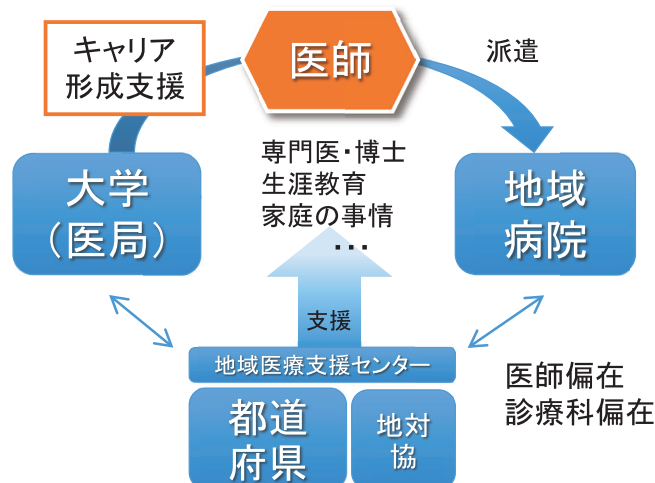 キャリア
形成支援
医師
派遣
大学
（医局）
専門医・博士
生涯教育
家庭の事情
・・・
地域
病院
支援
地域医療支援センター
医師偏在
診療科偏在
都道
府県
地対
協